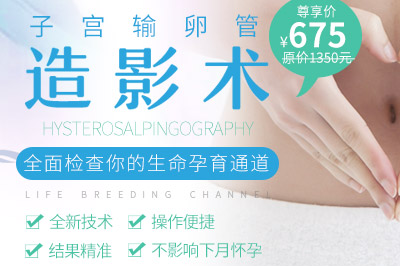 子宫输卵管
尊享价
¥675
原价1350元
造影术
HYSTEROSALPINGOGRAPHY
全面检查你的生命孕育通道
LIFE BREEDING CHANNEL
全新技术 操作便捷
结果精准 不影响下月怀孕